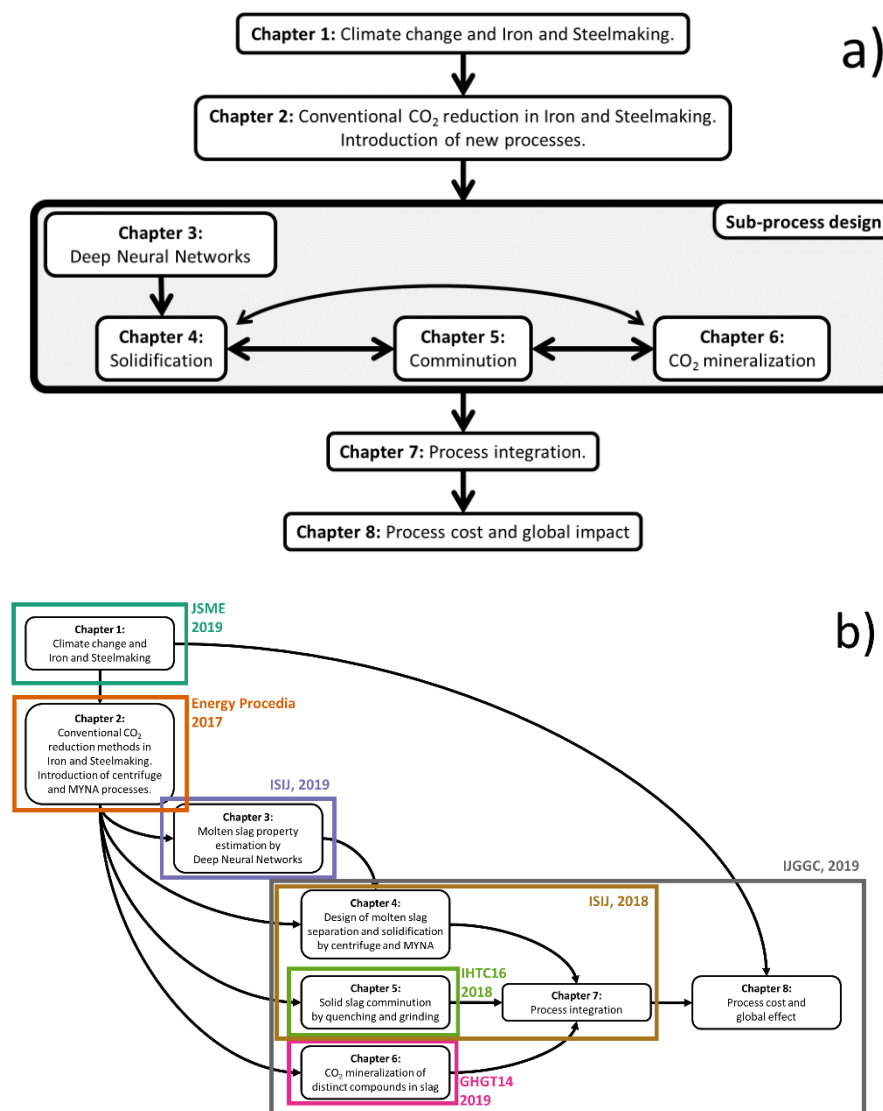 Chapter 1: Climate change and Iron and Steelmaking.
a)
Chapter 2: Conventional CO₂ reduction in Iron and Steelmaking.
Introduction of new processes.
Sub-process design
Chapter 3:
Deep Neural Networks
Chapter 4:
Solidification
Chapter 5:
Comminution
Chapter 6:
CO₂ mineralization
Chapter 7: Process integration.
Chapter 8: Process cost and global impact
b)
JSME
2019
Chapter 1:
Climate change and
Iron and Steelmaking
Energy Procedia
2017
Chapter 2:
Conventional CO₂
reduction methods in
Iron and Steelmaking.
Introduction of centrifuge
and MYNA processes.
ISIJ, 2019
Chapter 3:
Molten slag property
estimation by
Deep Neural Networks
IJGGC, 2019
ISIJ, 2018
Chapter 4:
Design of molten slag
separation and solidification
by centrifuge and MYNA
IHTC16
2018
Chapter 5:
Solid slag comminution
by quenching and grinding
Chapter 7:
Process integration
Chapter 8:
Process cost and
global effect
Chapter 6:
CO₂ mineralization of
distinct compounds in slag
GHGT14
2019